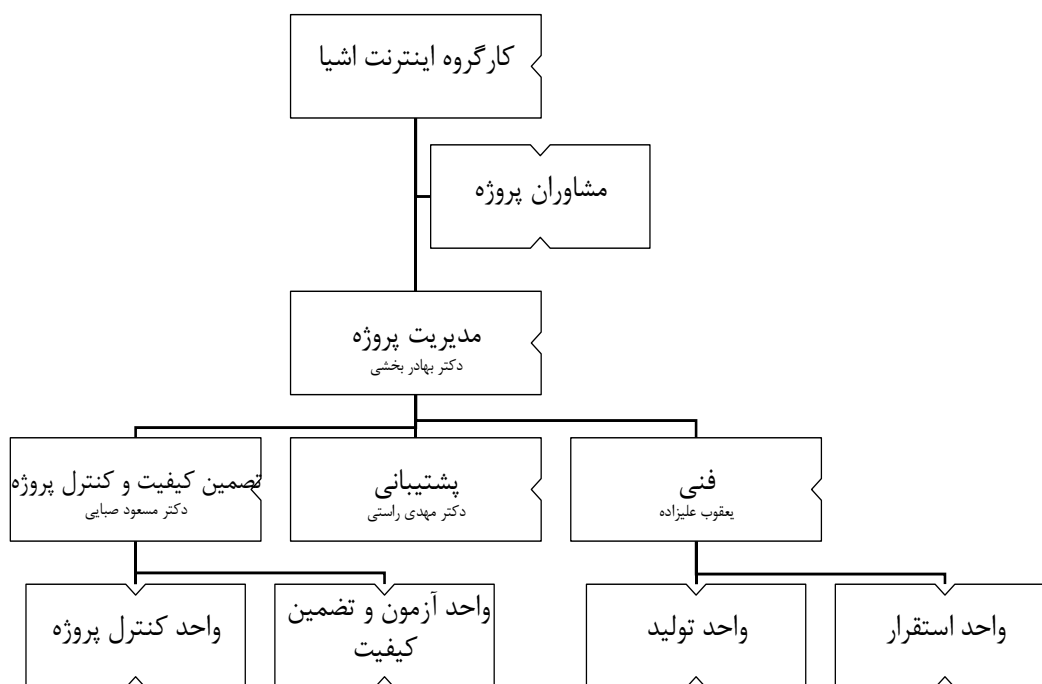 کارگروه اینترنت اشیا
مشاوران پروژه
مدیریت پروژه
دکتر بهادر بخشی
فنی
یعقوب علیزاده
پشتیبانی
دکتر مهدی راستی
تضمین کیفیت و کنترل پروژه
دکتر مسعود صبایی
واحد استقرار
واحد تولید
واحد آزمون و تضمین
کیفیت
واحد کنترل پروژه